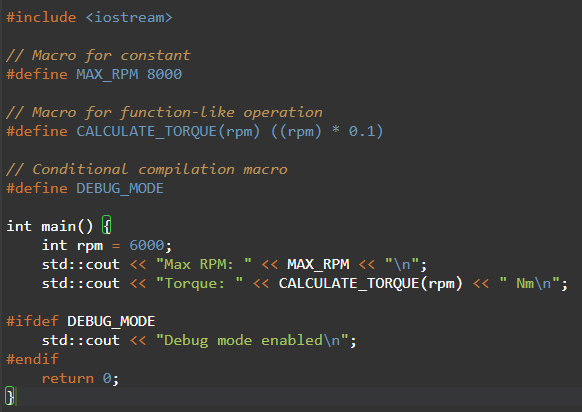 #include <iostream>
// Macro for constant
#define MAX_RPM 8000
// Macro for function-like operation
#define CALCULATE_TORQUE(rpm) ((rpm) * 0.1)
// Conditional compilation macro
#define DEBUG_MODE
int main() {
    int rpm = 6000;
    std::cout << "Max RPM: " << MAX_RPM << "\n";
    std::cout << "Torque: " << CALCULATE_TORQUE(rpm) << " Nm\n";
#ifdef DEBUG_MODE
    std::cout << "Debug mode enabled\n";
#endif
    return 0;
}